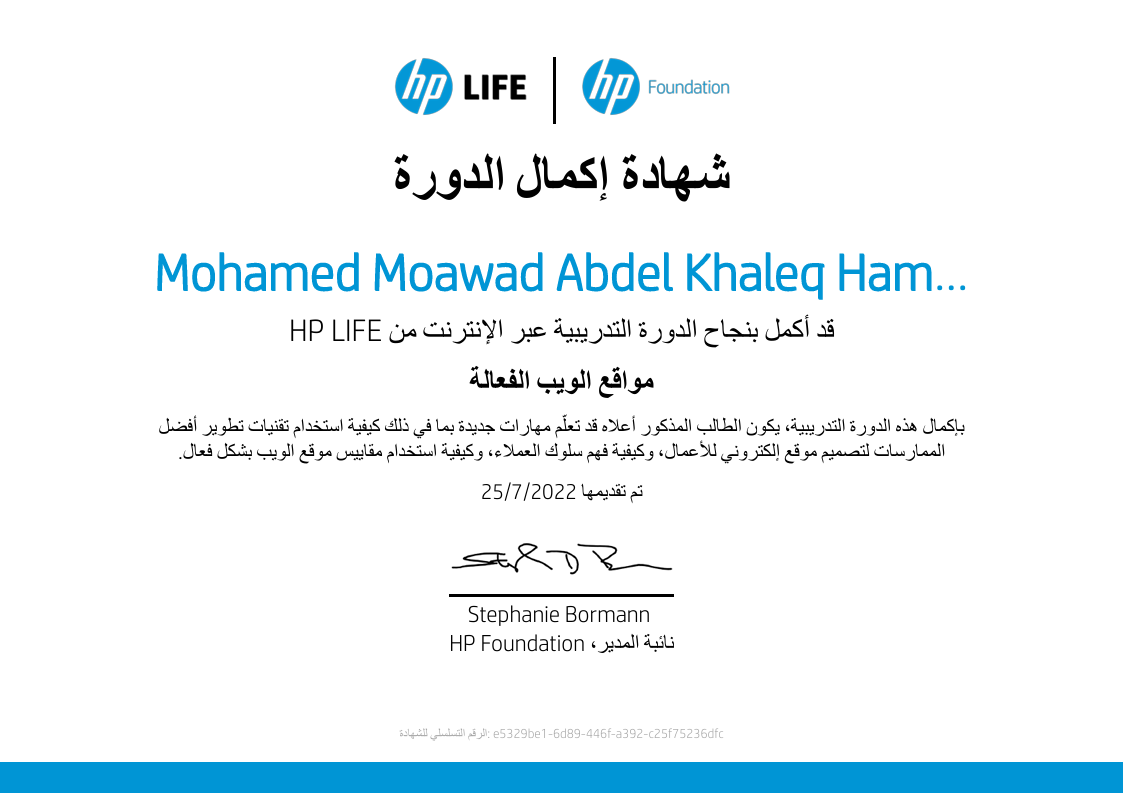 hp LIFE | hp Foundation
شهادة إكمال الدورة
Mohamed Moawad Abdel Khaleq Ham...
قد أكمل بنجاح الدورة التدريبية عبر الإنترنت من HP LIFE
مواقع الويب الفعالة
بإكمال هذه الدورة التدريبية، يكون الطالب المذكور أعلاه قد تعلّم مهارات جديدة بما في ذلك كيفية استخدام تقنيات تطوير أفضل
الممارسات لتصميم موقع إلكتروني للأعمال، وكيفية فهم سلوك العملاء، وكيفية استخدام مقاييس موقع الويب بشكل فعال.
تم تقديمها 25/7/2022
Stephanie Bormann
نائبة المدير، HP Foundation
الرقم التسلسلي للشهادة: e5329be1-6d89-446f-a392-c25f75236dfc